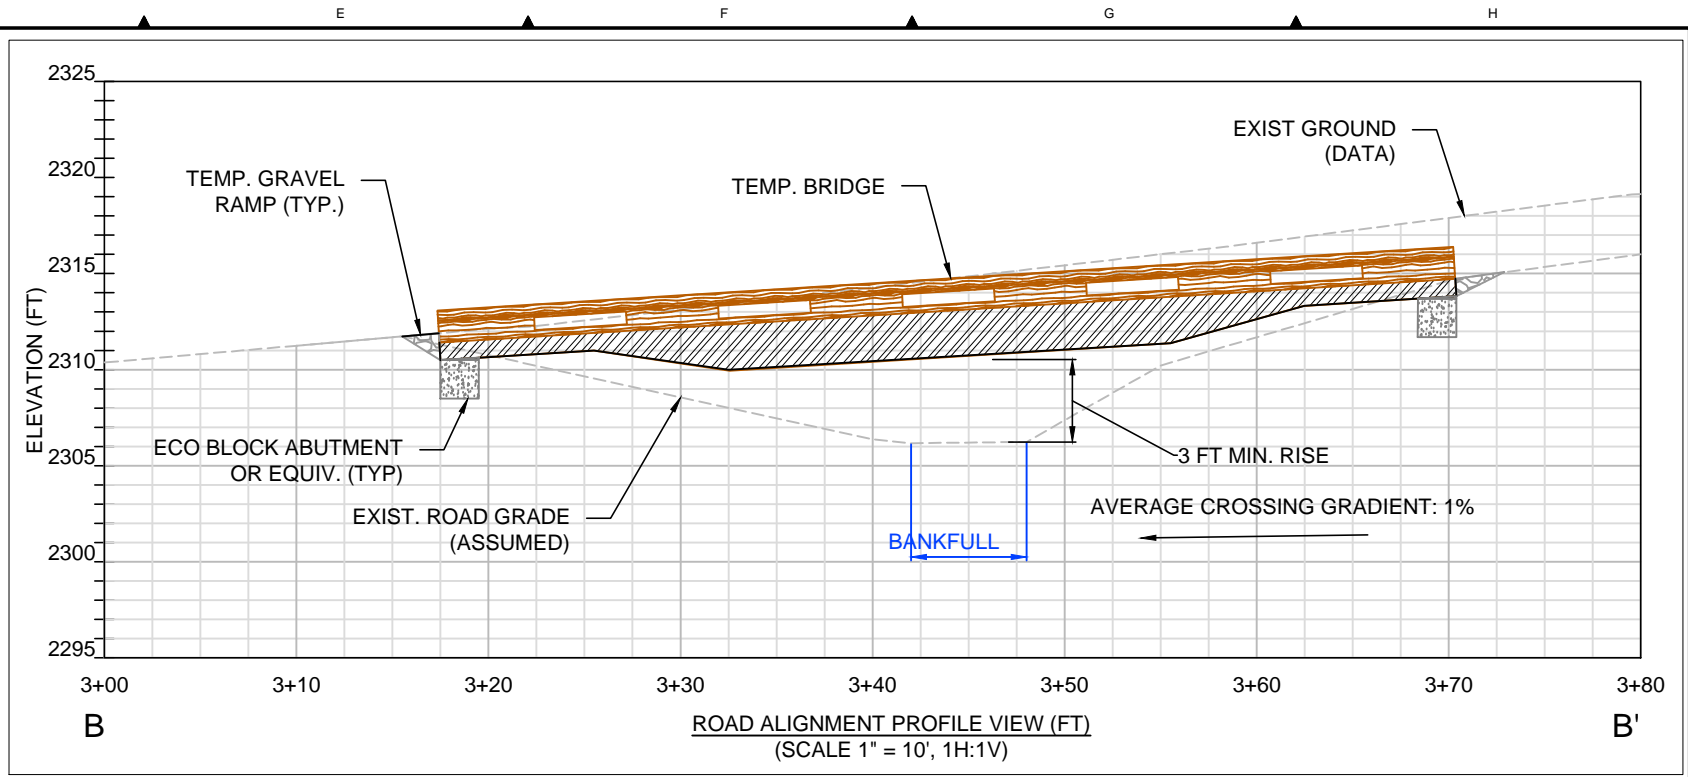 E F G H
2325
2320
2315
2310
2305
2300
2295
ELEVATION (FT)
TEMP. GRAVEL
RAMP (TYP.)
TEMP. BRIDGE
EXIST GROUND
(DATA)
ECO BLOCK ABUTMENT
OR EQUIV. (TYP)
EXIST. ROAD GRADE
(ASSUMED)
BANKFULL
3 FT MIN. RISE
AVERAGE CROSSING GRADIENT: 1%
3+00 3+10 3+20 3+30 3+40 3+50 3+60 3+70 3+80
B B'
ROAD ALIGNMENT PROFILE VIEW (FT)
(SCALE 1" = 10', 1H:1V)